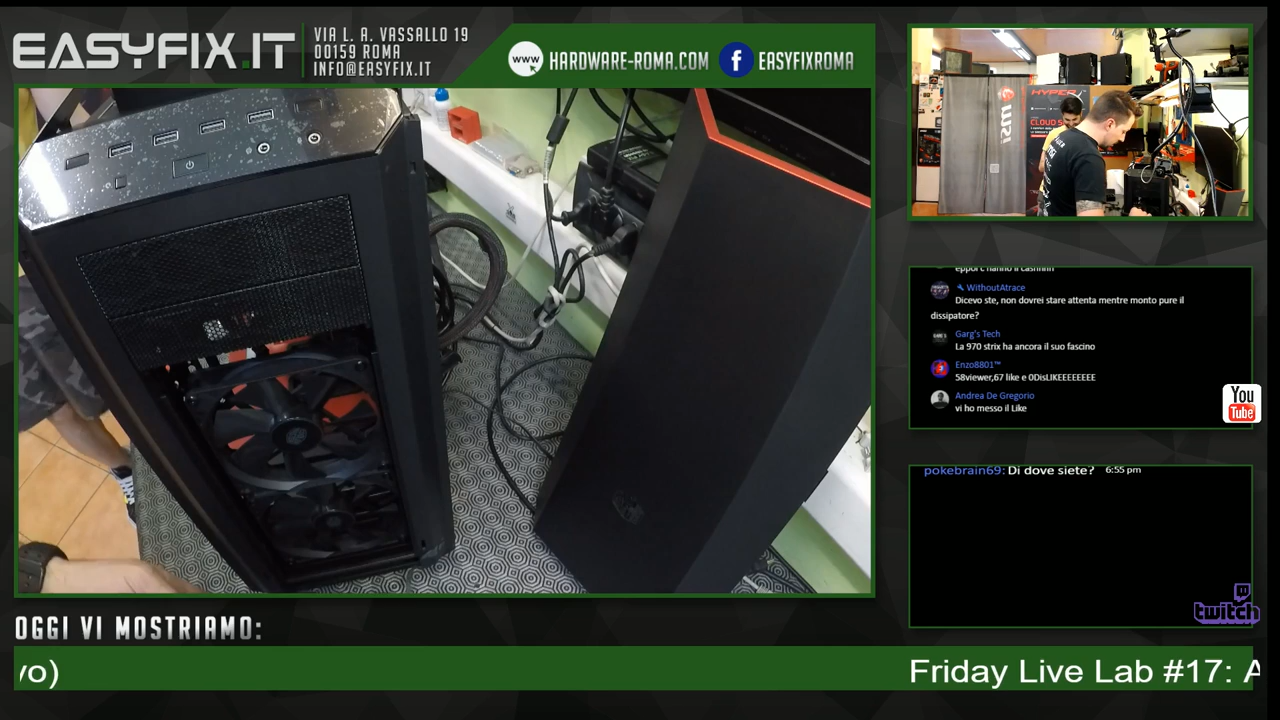 EASYFIX.IT
VIA L. A. VASSALLO 19
00159 ROMA
INFO@EASYFIX.IT
www
HARDWARE-ROMA.COM
f
EASYFIXROMA
msi
HYPER
CLOUD
WithoutAtrace
Dicevo ste, non dovrei stare attenta mentre monto pure il
dissipatore?
Garg's Tech
La 970 strix ha ancora il suo fascino
Enzo8801™
58viewer,67 like e 0DisLIKEEEEEEEE
Andrea De Gregorio
vi ho messo il Like
You
Tube
pokebrain69: Di dove siete? 6:55 pm
twitch
OGGI VI MOSTRIAMO:
vo)
Friday Live Lab #17: A